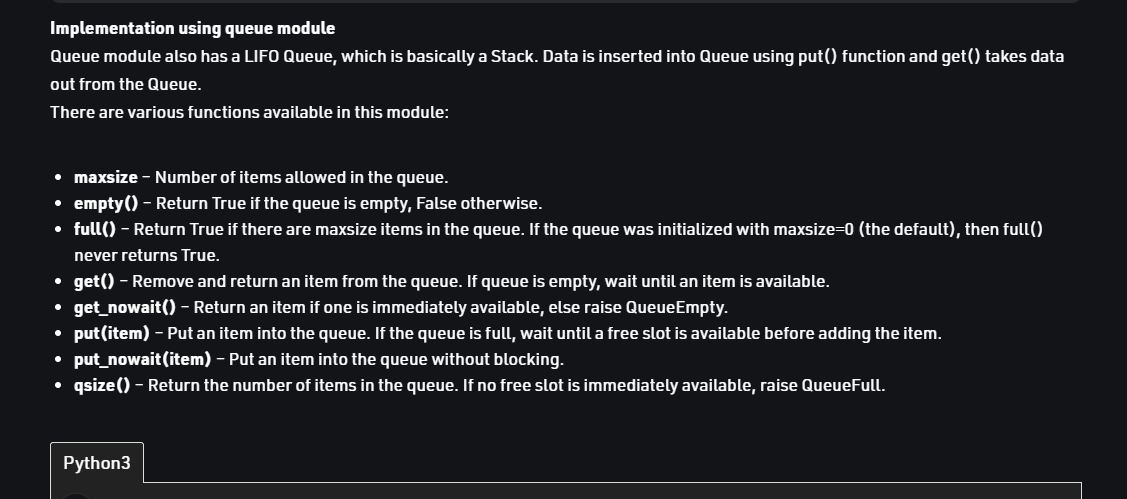 Implementation using queue module
Queue module also has a LIFO Queue, which is basically a Stack. Data is inserted into Queue using put() function and get() takes data
out from the Queue.
There are various functions available in this module:
• maxsize – Number of items allowed in the queue.
• empty() – Return True if the queue is empty, False otherwise.
• full() – Return True if there are maxsize items in the queue. If the queue was initialized with maxsize=0 (the default), then full()
never returns True.
• get() – Remove and return an item from the queue. If queue is empty, wait until an item is available.
• get_nowait() – Return an item if one is immediately available, else raise QueueEmpty.
• put(item) – Put an item into the queue. If the queue is full, wait until a free slot is available before adding the item.
• put_nowait(item) – Put an item into the queue without blocking.
• qsize() – Return the number of items in the queue. If no free slot is immediately available, raise QueueFull.
Python3